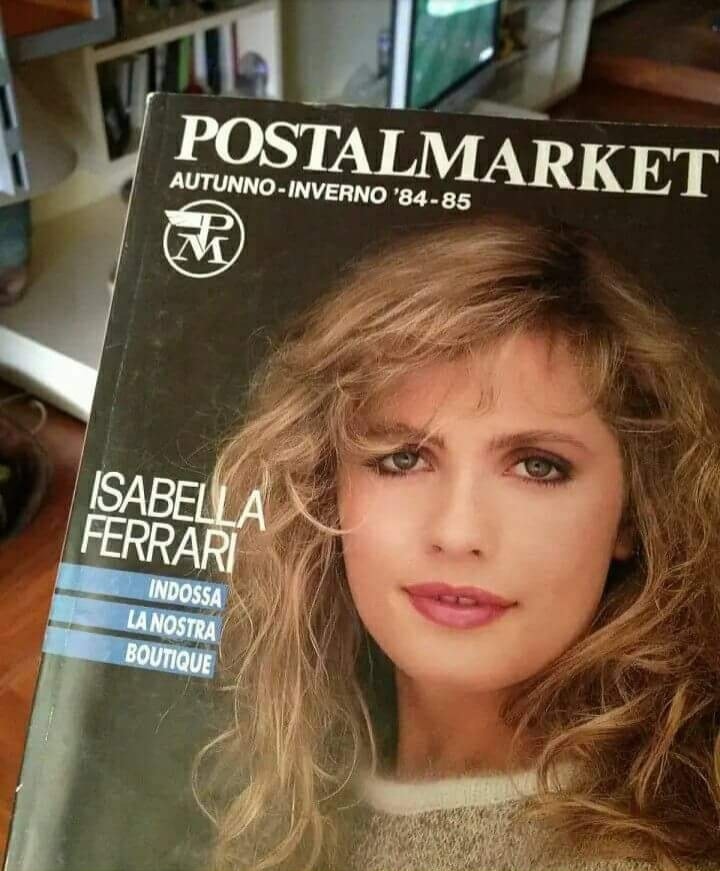 POSTALMARKET
AUTUNNO-INVERNO '84-85
PM
ISABELLA
FERRARI
INDOSSA
LA NOSTRA
BOUTIQUE